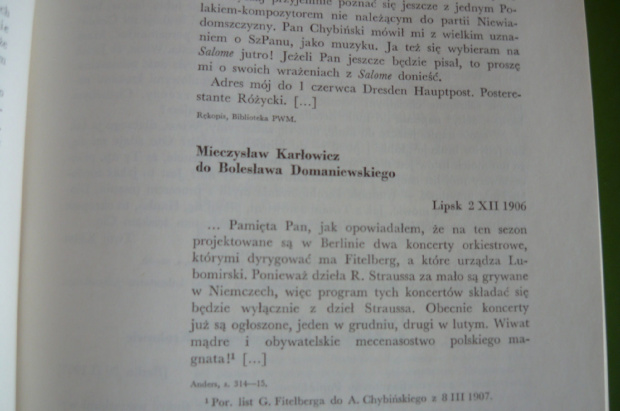 przyjemnie poznać się jeszcze z jednym Po-
lakiem-kompozytorem nie należącym do partii Niewia-
domszczyzny. Pan Chybiński mówił mi z wielkim uzna-
niem o SzPanu, jako muzyku. Ja też się wybieram na
Salome jutro! Jeżeli Pan jeszcze będzie pisał, to proszę
mi o swoich wrażeniach z Salome donieść.
Adres mój do 1 czerwca Dresden Hauptpost. Postere-
stante Różycki. [...]
Rękopis, Biblioteka PWM.
Mieczysław Karłowicz
do Bolesława Domaniewskiego
Lipsk 2 XII 1906
... Pamięta Pan, jak opowiadałem, że na ten sezon
projektowane są w Berlinie dwa koncerty orkiestrowe,
którymi dyrygować ma Fitelberg, a które urządza Lu-
bomirski. Ponieważ dzieła R. Straussa za mało są grywane
w Niemczech, więc program tych koncertów składać się
będzie wyłącznie z dzieł Straussa. Obecnie koncerty
już są ogłoszone, jeden w grudniu, drugi w lutym. Wiwat
mądre i obywatelskie mecenasostwo polskiego ma-
gnata!¹ [...]
Anders, s. 514—15.
¹ Por. list G. Fitelberga do A. Chybińskiego z 8 III 1907.